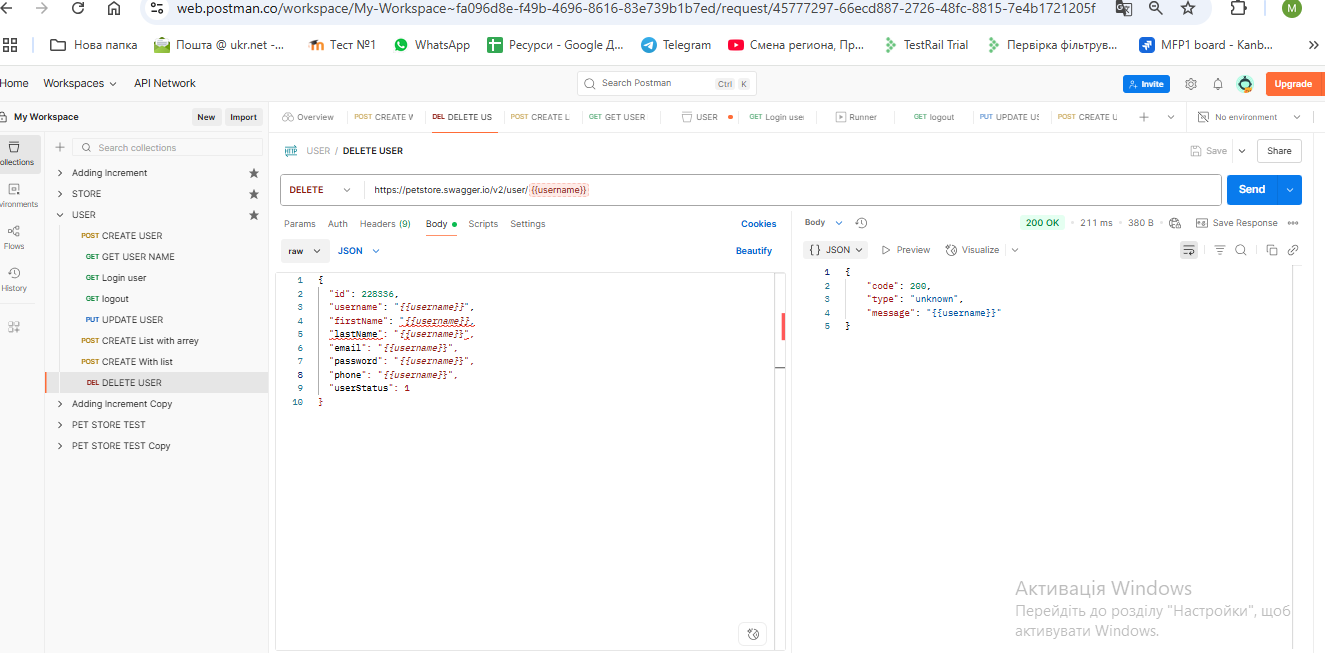 web.postman.co/workspace/My-Workspace~fa096d8e-f49b-4696-8616-83e739b1b7ed/request/45777297-66ecd887-2726-48fc-8815-7e4b1721205f M
Нова папка Пошта @ ukr.net -... Тест №1 WhatsApp Ресурси - Google Д... Telegram Смена региона, Пр... TestRail Trial Первірка фільтрув... MFP1 board - Kanb... »
Home Workspaces API Network Search Postman Ctrl K Invite Upgrade
My Workspace New Import Overview POST CREATE W DEL DELETE US POST CREATE L GET GET USER USER GET Login use Runner GET logout PUT UPDATE US POST CREATE U + No environment
ollections + Search collections USER / DELETE USER Save Share
vironments
Flows
History
Adding Increment
STORE
USER
POST CREATE USER
GET GET USER NAME
GET Login user
GET logout
PUT UPDATE USER
POST CREATE List with arrey
POST CREATE With list
DEL DELETE USER
Adding Increment Copy
PET STORE TEST
PET STORE TEST Copy
DELETE https://petstore.swagger.io/v2/user/{{username}} Send
Params Auth Headers (9) Body Scripts Settings Cookies
raw JSON Beautify
1 {
2 "id": 228336,
3 "username": "{{username}}",
4 "firstName": "{{username}},
5 "lastName": "{{username}}",
6 "email": "{{username}}",
7 "password": "{{username}}",
8 "phone": "{{username}}",
9 "userStatus": 1
10 }
Body 200 OK 211 ms 380 B Save Response
{} JSON Preview Visualize
1 {
2 "code": 200,
3 "type": "unknown",
4 "message": "{{username}}"
5 }
Активація Windows
Перейдіть до розділу "Настройки", щоб
активувати Windows.